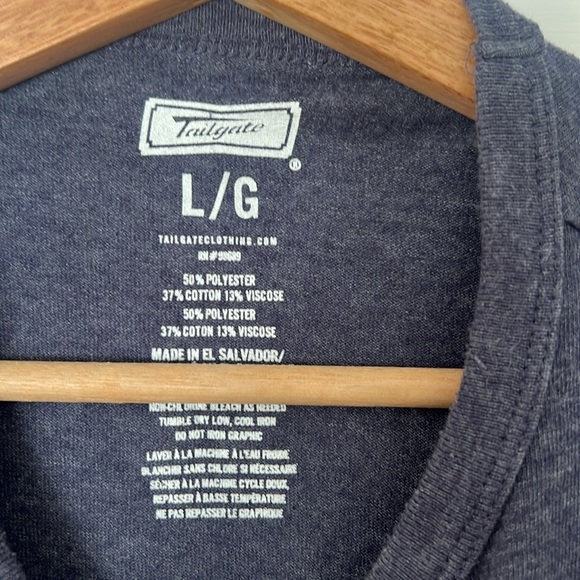 Tailgate
®
L/G
TAILGATECLOTHING.COM
RN#98689
50% POLYESTER
37% COTTON 13% VISCOSE
50% POLYESTER
37% COTON 13% VISCOSE
MADE IN EL SALVADOR/
NON-CHLORINE BLEACH AS NEEDED
TUMBLE DRY LOW, COOL IRON
DO NOT IRON GRAPHIC
LAVER À LA MACHINE À L'EAU FROIDE
BLANCHIR SANS CHLORE SI NÉCESSAIRE
SÉCHER À LA MACHINE CYCLE DOUX,
REPASSER À BASSE TEMPÉRATURE
NE PAS REPASSER LE GRAPHIQUE